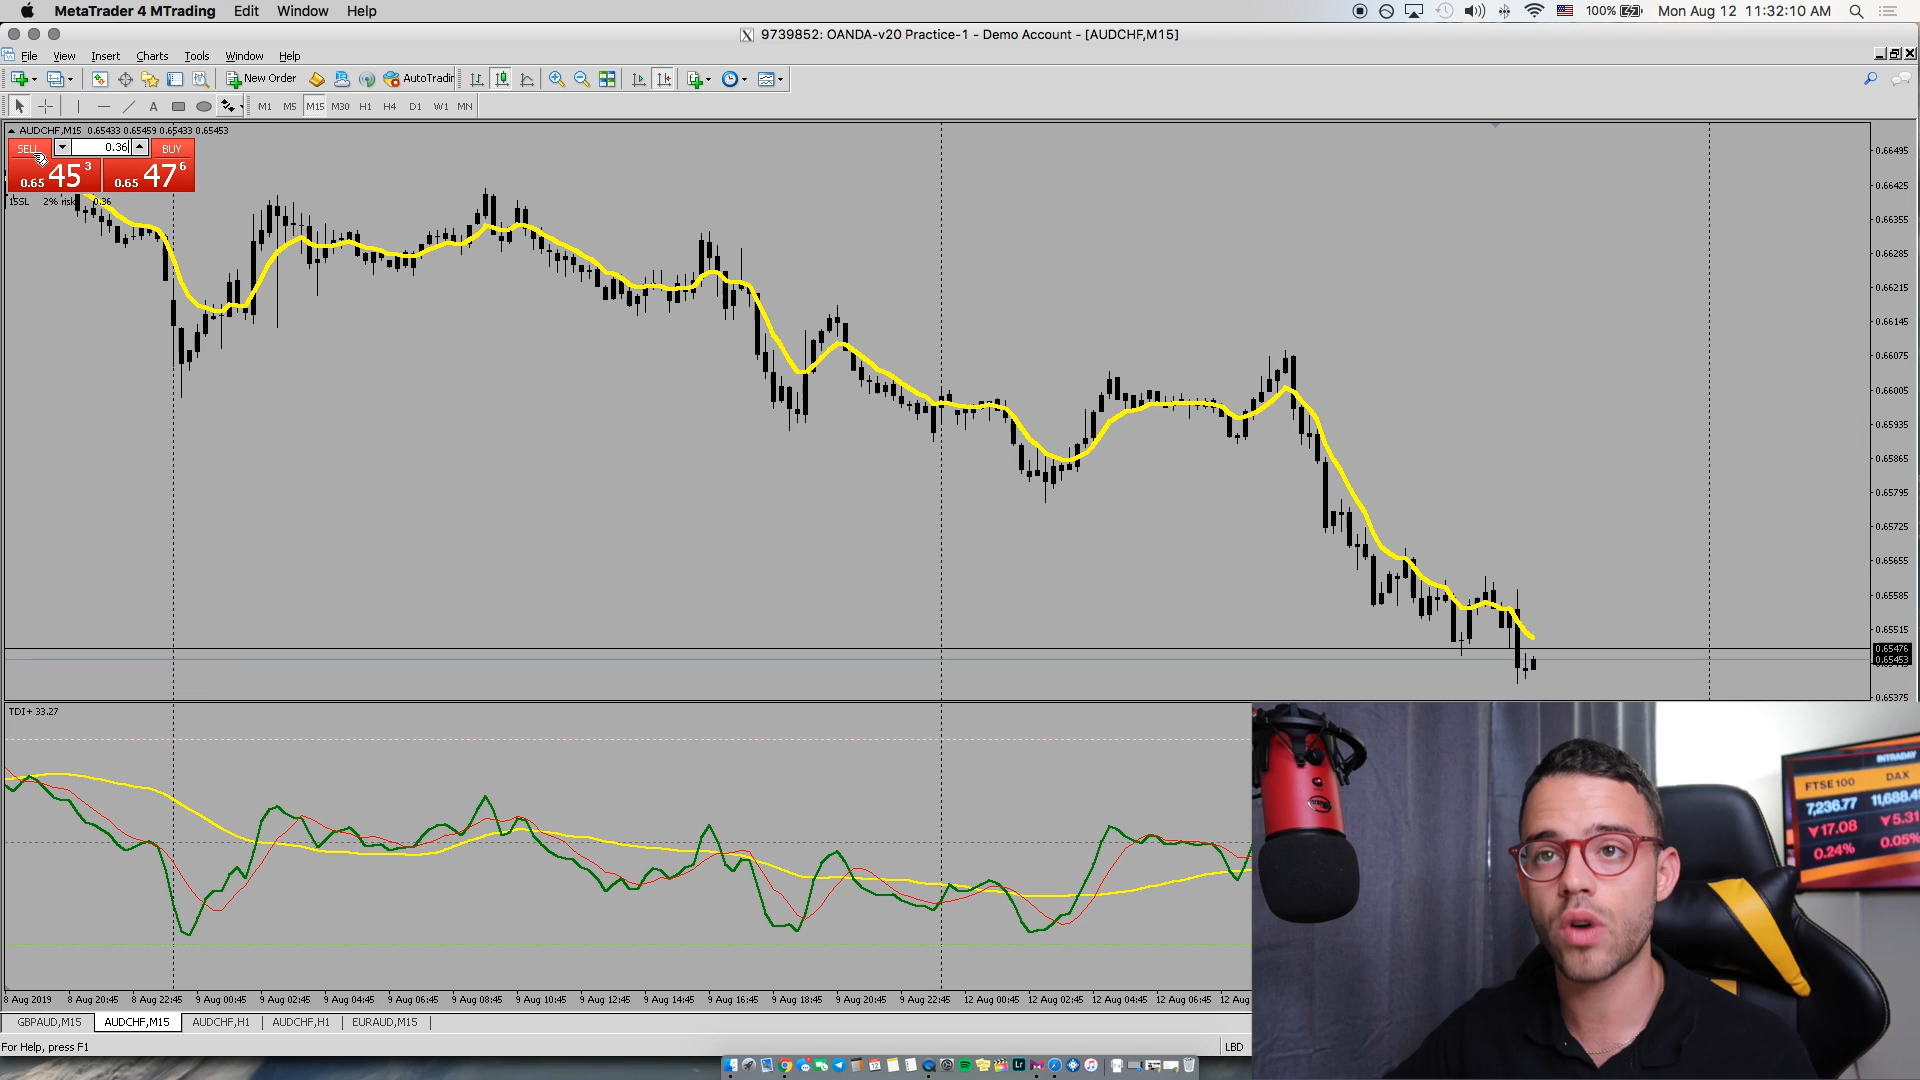 MetaTrader 4 MTrading Edit Window Help
100% Mon Aug 12 11:32:10 AM
9739852: OANDA-v20 Practice-1 - Demo Account - [AUDCHF,M15]
File View Insert Charts Tools Window Help
New Order AutoTradin
A M1 M5 M15 M30 H1 H4 D1 W1 MN
AUDCHF,M15 0.65433 0.65459 0.65433 0.65453
SELL 0.36 BUY
0.65 45 3 0.65 47 6
15SL 2% risk 0.36
0.66495
0.66425
0.66355
0.66285
0.66215
0.66145
0.66075
0.66005
0.65935
0.65865
0.65795
0.65725
0.65655
0.65585
0.65515
0.65476
0.65453
0.65375
TDI+ 33.27
INTRADAY
FTSE100 DAX
7,236.77
▼17.08 ▼5.31
0.24% 0.05%
8 Aug 2019 8 Aug 20:45 8 Aug 22:45 9 Aug 00:45 9 Aug 02:45 9 Aug 04:45 9 Aug 06:45 9 Aug 08:45 9 Aug 10:45 9 Aug 12:45 9 Aug 14:45 9 Aug 16:45 9 Aug 18:45 9 Aug 20:45 9 Aug 22:45 12 Aug 00:45 12 Aug 02:45 12 Aug 04:45 12 Aug 06:45 12 Aug
GBPAUD,M15 AUDCHF,M15 AUDCHF,H1 AUDCHF,H1 EURAUD,M15
For Help, press F1 LBD